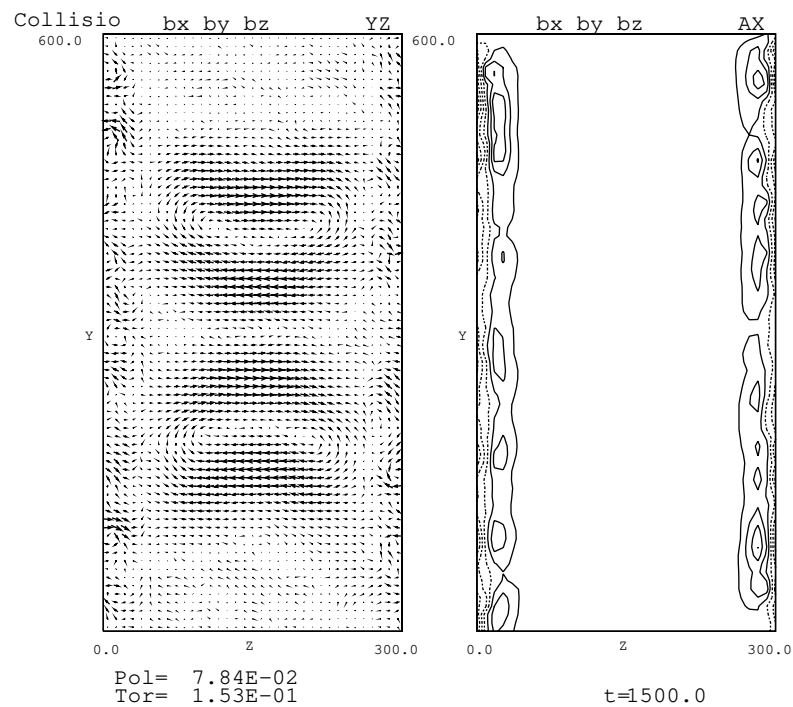 Collisio bx by bz YZ bx by bz AX
600.0 600.0
Y Y
0.0 Z 300.0 0.0 Z 300.0
Pol= 7.84E-02
Tor= 1.53E-01 t=1500.0